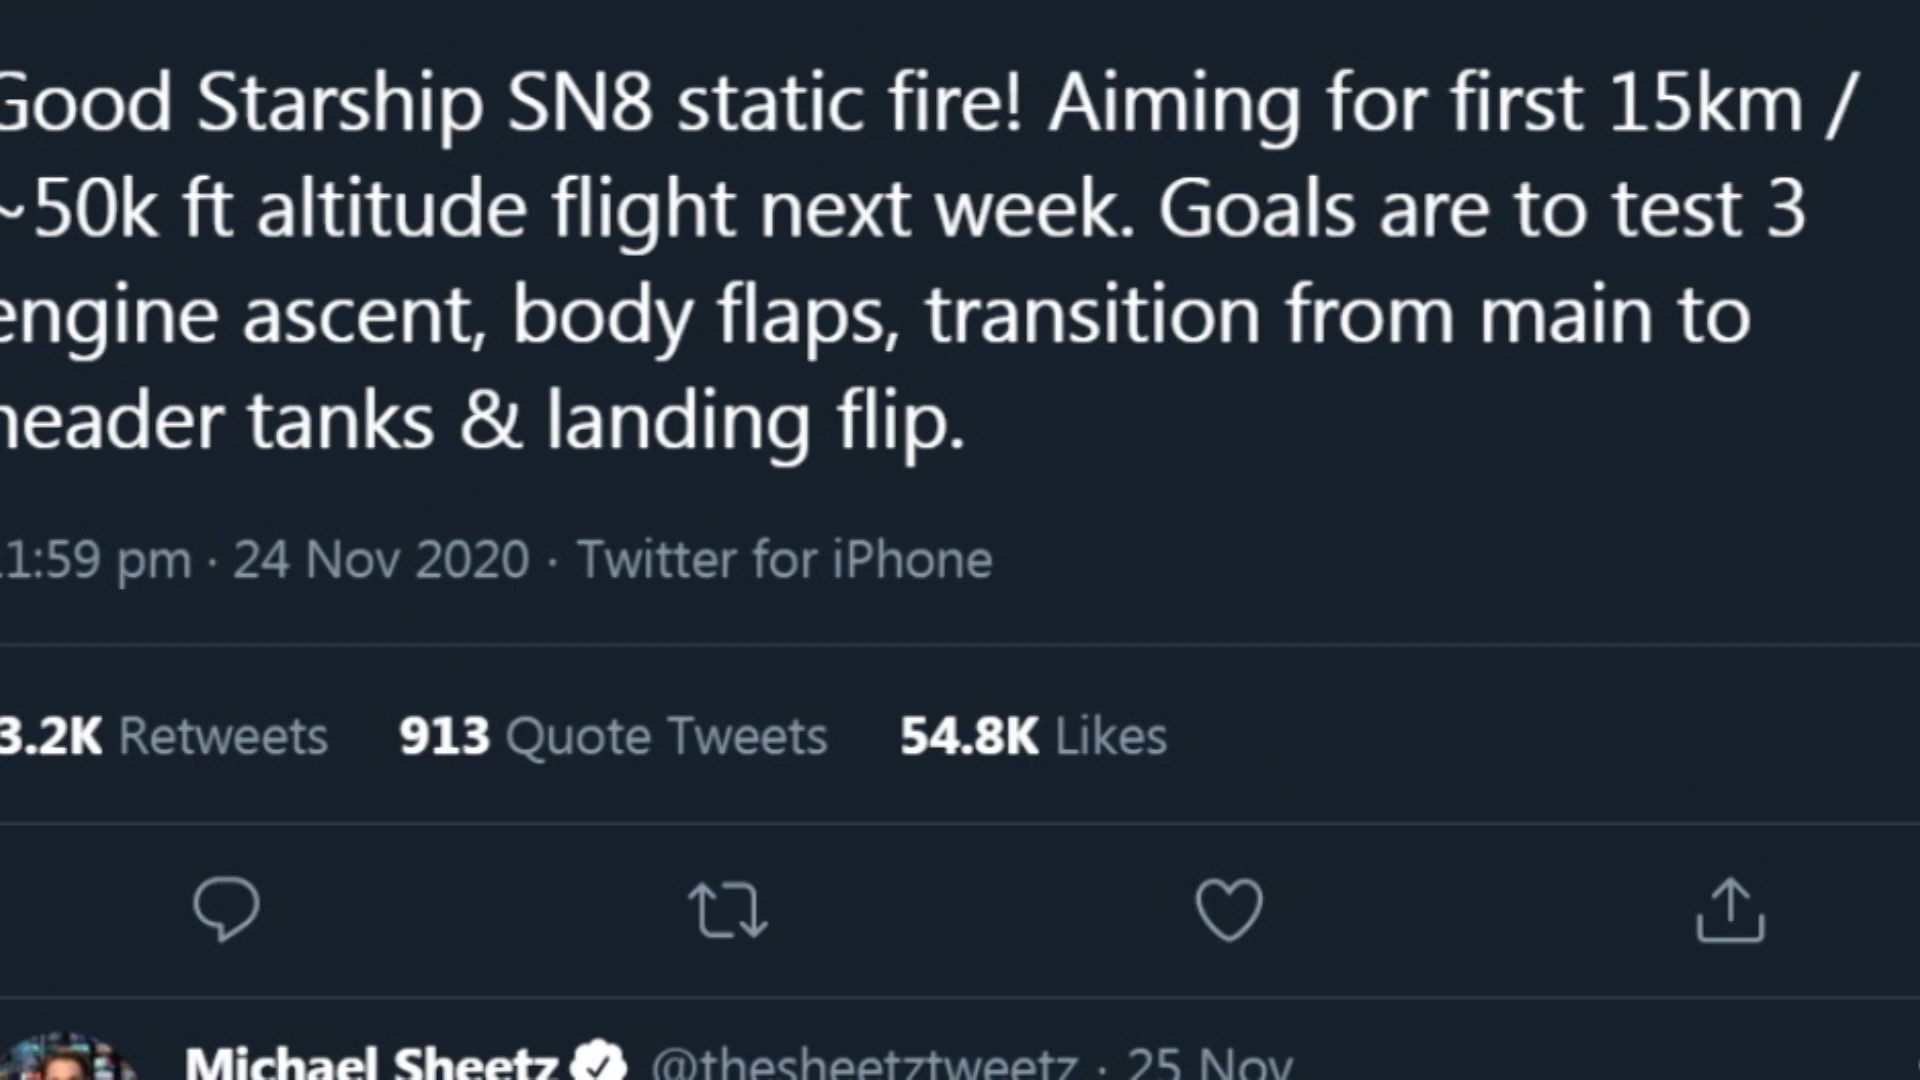 Good Starship SN8 static fire! Aiming for first 15km /
~50k ft altitude flight next week. Goals are to test 3
engine ascent, body flaps, transition from main to
header tanks & landing flip.
11:59 pm · 24 Nov 2020 · Twitter for iPhone
3.2K Retweets 913 Quote Tweets 54.8K Likes
Michael Sheetz @thesheetztweetz · 25 Nov